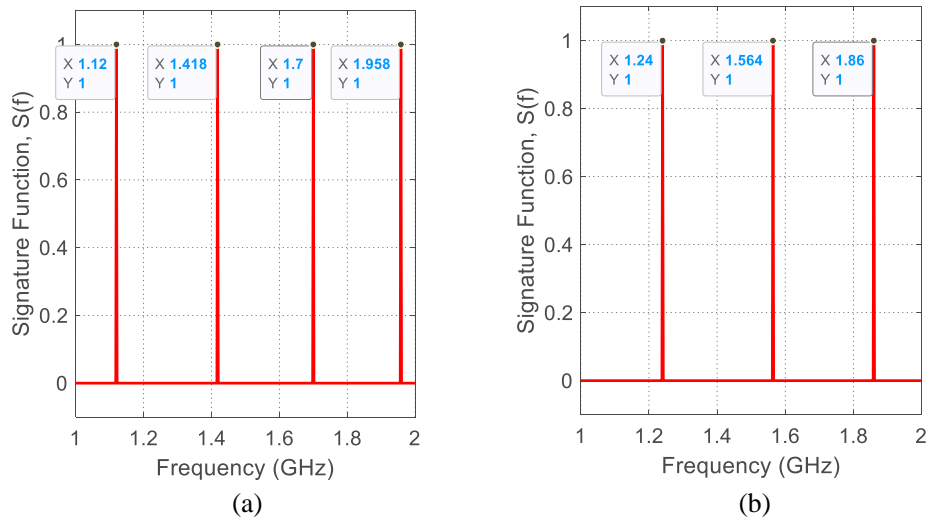 Signature Function, S(f)
1
0.8
0.6
0.4
0.2
0
X 1.12
Y 1
X 1.418
Y 1
X 1.7
Y 1
X 1.958
Y 1
1 1.2 1.4 1.6 1.8 2
Frequency (GHz)
(a)
Signature Function, S(f)
1
0.8
0.6
0.4
0.2
0
X 1.24
Y 1
X 1.564
Y 1
X 1.86
Y 1
1 1.2 1.4 1.6 1.8 2
Frequency (GHz)
(b)